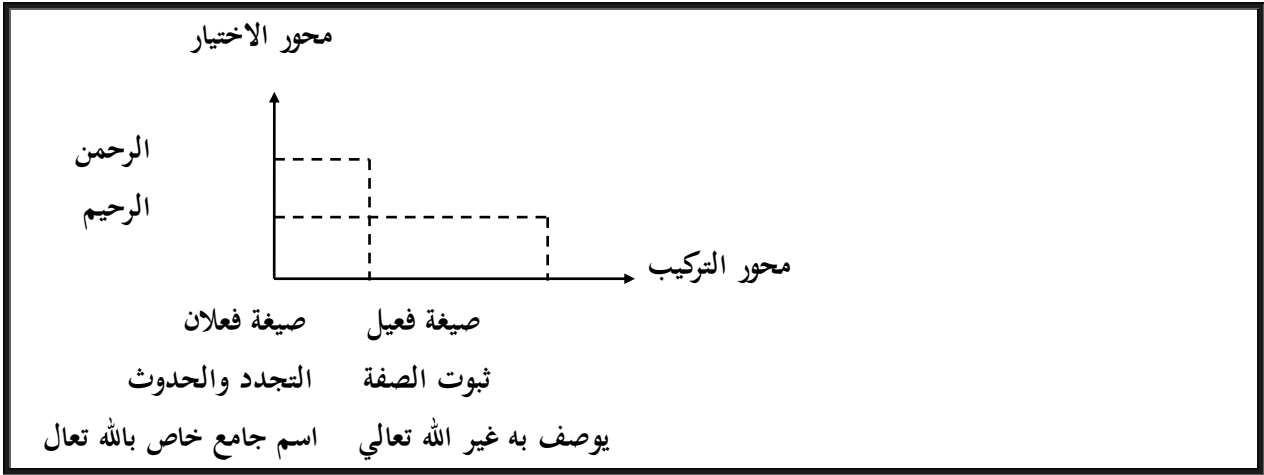 محور الاختيار
الرحمن
الرحيم
محور التركيب
صيغة فعيل صيغة فعلان
ثبوت الصفة التجدد والحدوث
يوصف به غير الله تعالي اسم جامع خاص بالله تعال